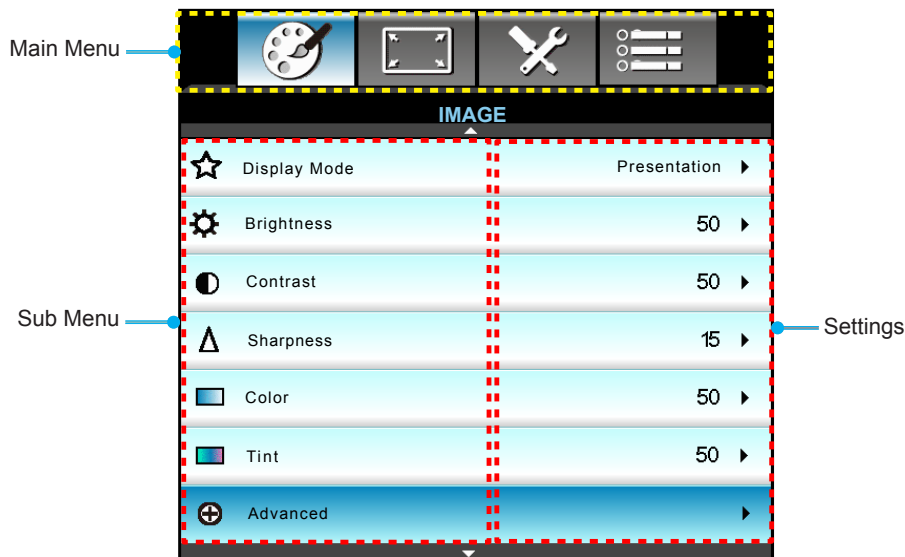 Main Menu
IMAGE
Display Mode Presentation
Brightness 50
Contrast 50
Sub Menu
Sharpness 15
Settings
Color 50
Tint 50
Advanced